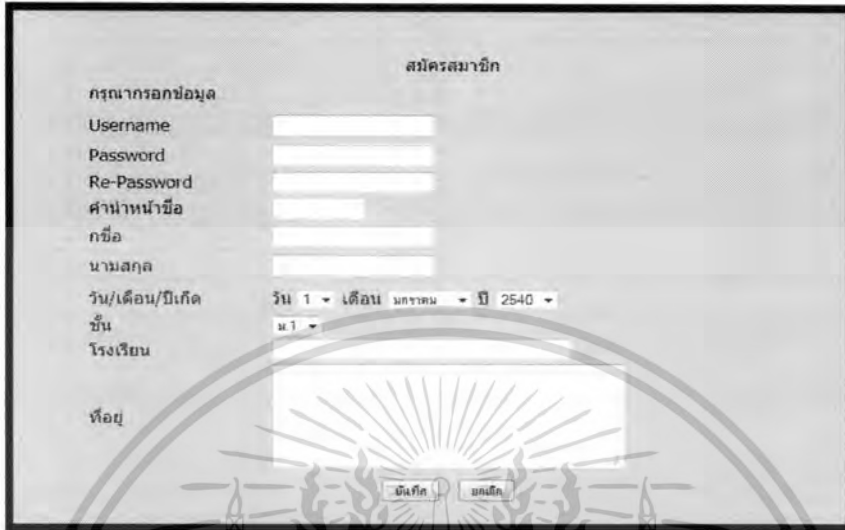 สมัครสมาชิก
กรุณากรอกข้อมูล
Username
Password
Re-Password
คำนำหน้าชื่อ
กชื่อ
นามสกุล
วัน/เดือน/ปีเกิด วัน 1 เดือน มกราคม ปี 2540
ชั้น ม.1
โรงเรียน
ที่อยู่
บันทึก ยกเลิก